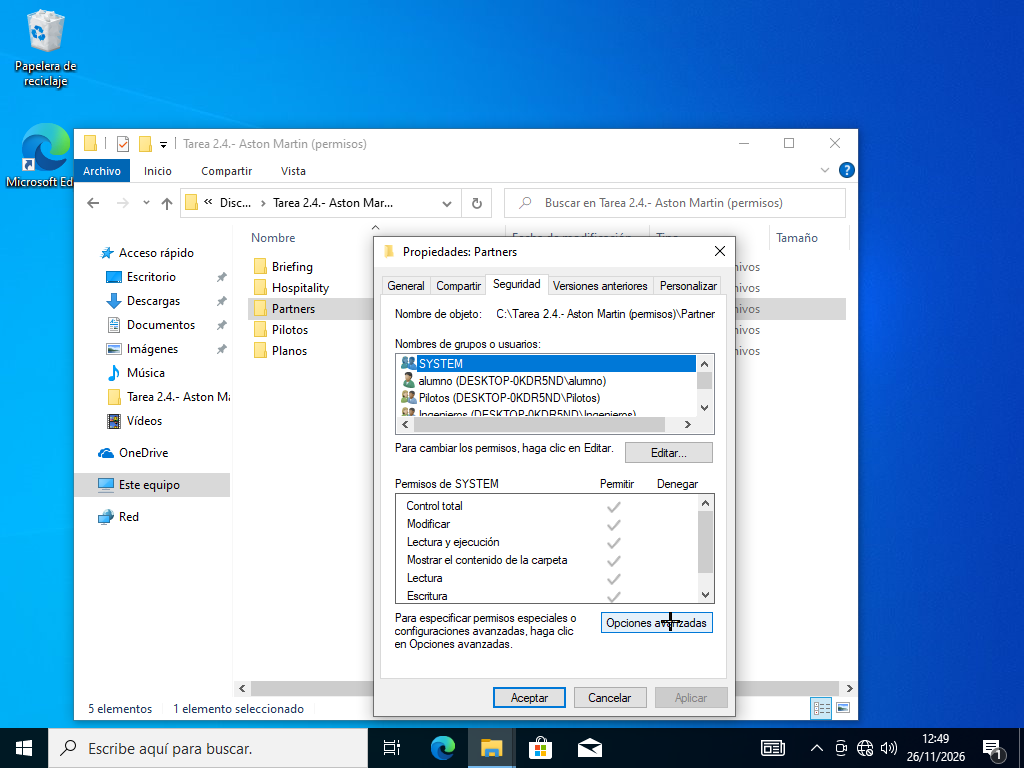 Papelera de
reciclaje
Microsoft Ed
Tarea 2.4.- Aston Martin (permisos)
Archivo
Inicio
Compartir
Vista
Disc...
Tarea 2.4.- Aston Mar...
Buscar en Tarea 2.4.- Aston Martin (permisos)
Nombre
Tamaño
Acceso rápido
Escritorio
Descargas
Documentos
Imágenes
Música
Tarea 2.4.- Aston Ma
Vídeos
OneDrive
Este equipo
Red
Briefing
Hospitality
Partners
Pilotos
Planos
5 elementos
1 elemento seleccionado
Propiedades: Partners
General
Compartir
Seguridad
Versiones anteriores
Personalizar
Nombre de objeto:
C:\Tarea 2.4.- Aston Martin (permisos)\Partner
Nombres de grupos o usuarios:
SYSTEM
alumno (DESKTOP-0KDR5ND\alumno)
Pilotos (DESKTOP-0KDR5ND\Pilotos)
Ingenieros (DESKTOP-0KDR5ND\Ingenieros)
Para cambiar los permisos, haga clic en Editar.
Editar...
Permisos de SYSTEM
Permitir
Denegar
Control total
Modificar
Lectura y ejecución
Mostrar el contenido de la carpeta
Lectura
Escritura
Para especificar permisos especiales o
configuraciones avanzadas, haga clic
en Opciones avanzadas.
Opciones avanzadas
Aceptar
Cancelar
Aplicar
Escribe aquí para buscar.
12:49
26/11/2026
1